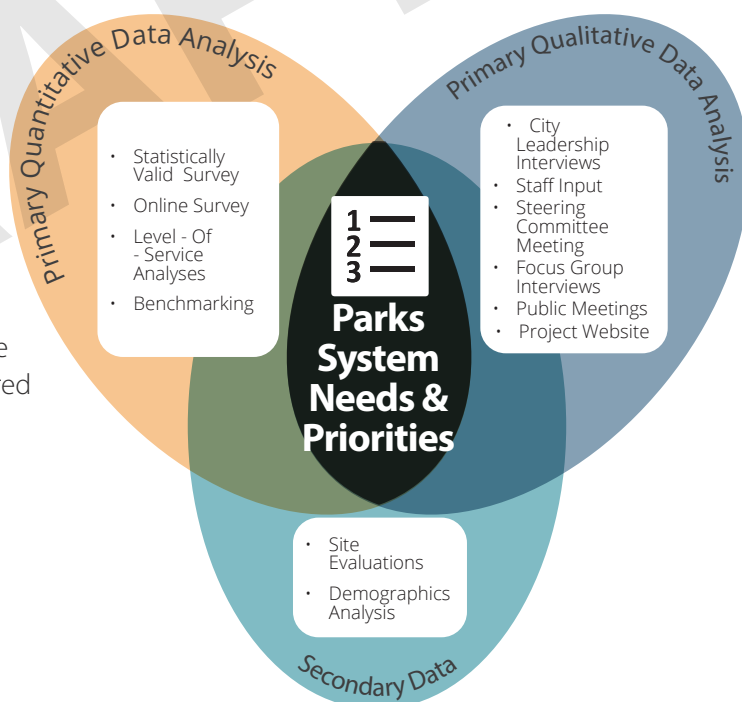 Primary Quantitative Data Analysis
• Statistically
Valid Survey
• Online Survey
• Level - Of
- Service
Analyses
• Benchmarking
Primary Qualitative Data Analysis
• City
Leadership
Interviews
• Staff Input
• Steering
Committee
Meeting
• Focus Group
Interviews
• Public Meetings
• Project Website
1
2
3
Parks
System
Needs &
Priorities
• Site
Evaluations
• Demographics
Analysis
Secondary Data